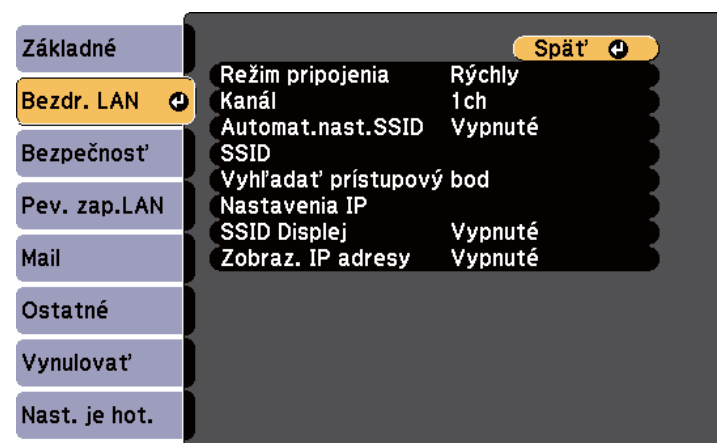 Základné
Bezdr. LAN
Bezpečnosť
Pev. zap.LAN
Mail
Ostatné
Vynulovať
Nast. je hot.
Späť
Režim pripojenia Rýchly
Kanál 1ch
Automat.nast.SSID Vypnuté
SSID
Vyhľadať prístupový bod
Nastavenia IP
SSID Displej Vypnuté
Zobraz. IP adresy Vypnuté